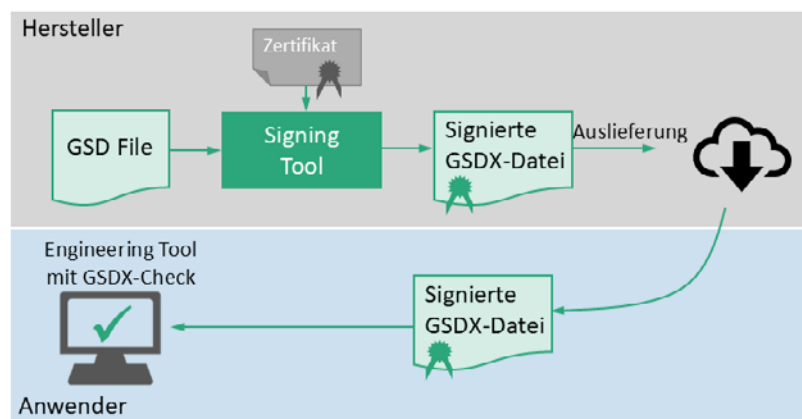 Hersteller
Zertifikat
GSD File
Signing
Tool
Signierte
GSDX-Datei
Auslieferung
Engineering Tool
mit GSDX-Check
Signierte
GSDX-Datei
Anwender